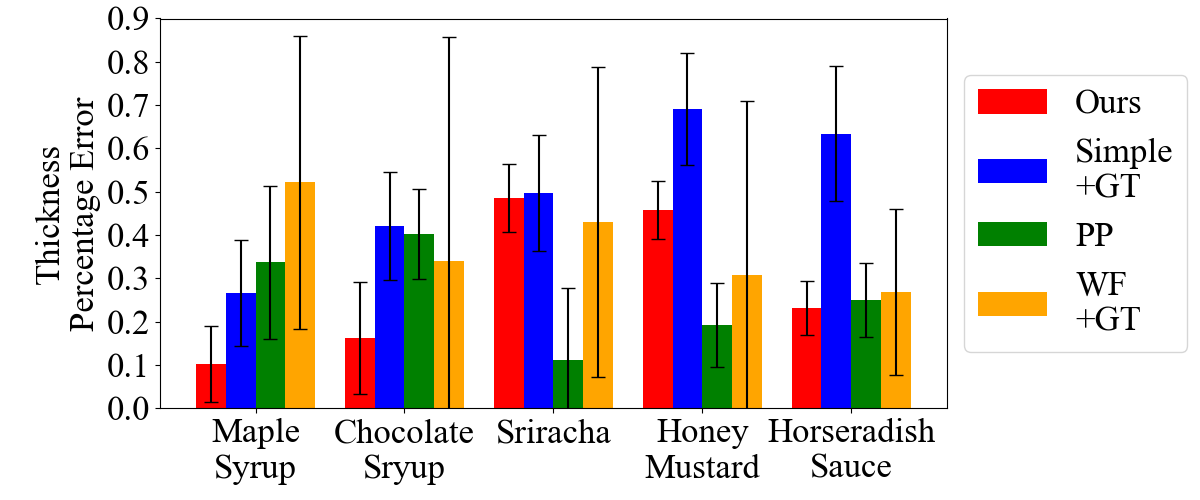 Thickness
Percentage Error
0.9
0.8
0.7
0.6
0.5
0.4
0.3
0.2
0.1
0.0
Maple
Syrup
Chocolate
Sryup
Sriracha
Honey
Mustard
Horseradish
Sauce
Ours
Simple
+GT
PP
WF
+GT